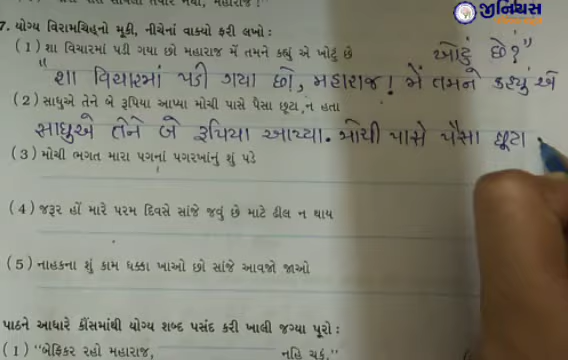 જીનિયસ
7. યોગ્ય વિરામચિહ્નો મૂકી, નીચેનાં વાક્યો ફરી લખો :
(1) શા વિચારમાં પડી ગયા છો મહારાજ મેં તમને કહ્યું એ ખોટું છે
ખોટું છે?"
"શા વિચારમાં પડી ગયા છો, મહારાજ! મેં તમને કહ્યું એ
(2) સાધુએ તેને બે રૂપિયા આપ્યા મોચી પાસે પૈસા છૂટા ન હતા
સાધુએ તેને બે રૂપિયા આપ્યા. મોચી પાસે પૈસા છૂટા
(3) મોચી ભગત મારા પગનાં પગરખાંનું શું પડે
(4) જરૂર હોં મારે પરમ દિવસે સાંજે જવું છે માટે ઢીલ ન થાય
(5) નાહકના શું કામ ધક્કા ખાઓ છો સાંજે આવજો જાઓ
પાઠને આધારે કૌંસમાંથી યોગ્ય શબ્દ પસંદ કરી ખાલી જગ્યા પૂરો :
(1) "બેફિકર રહો મહારાજ, નહિ ચૂકું."